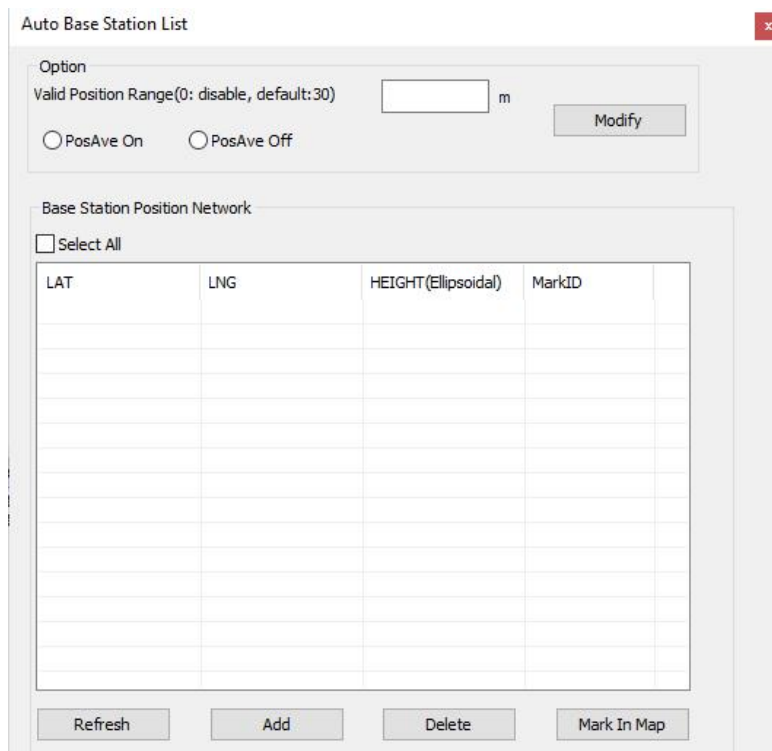 Auto Base Station List
x
Option
Valid Position Range(0: disable, default:30)
m
Modify
PosAve On
PosAve Off
Base Station Position Network
Select All
LAT LNG HEIGHT(Ellipsoidal) MarkID
Refresh Add Delete Mark In Map